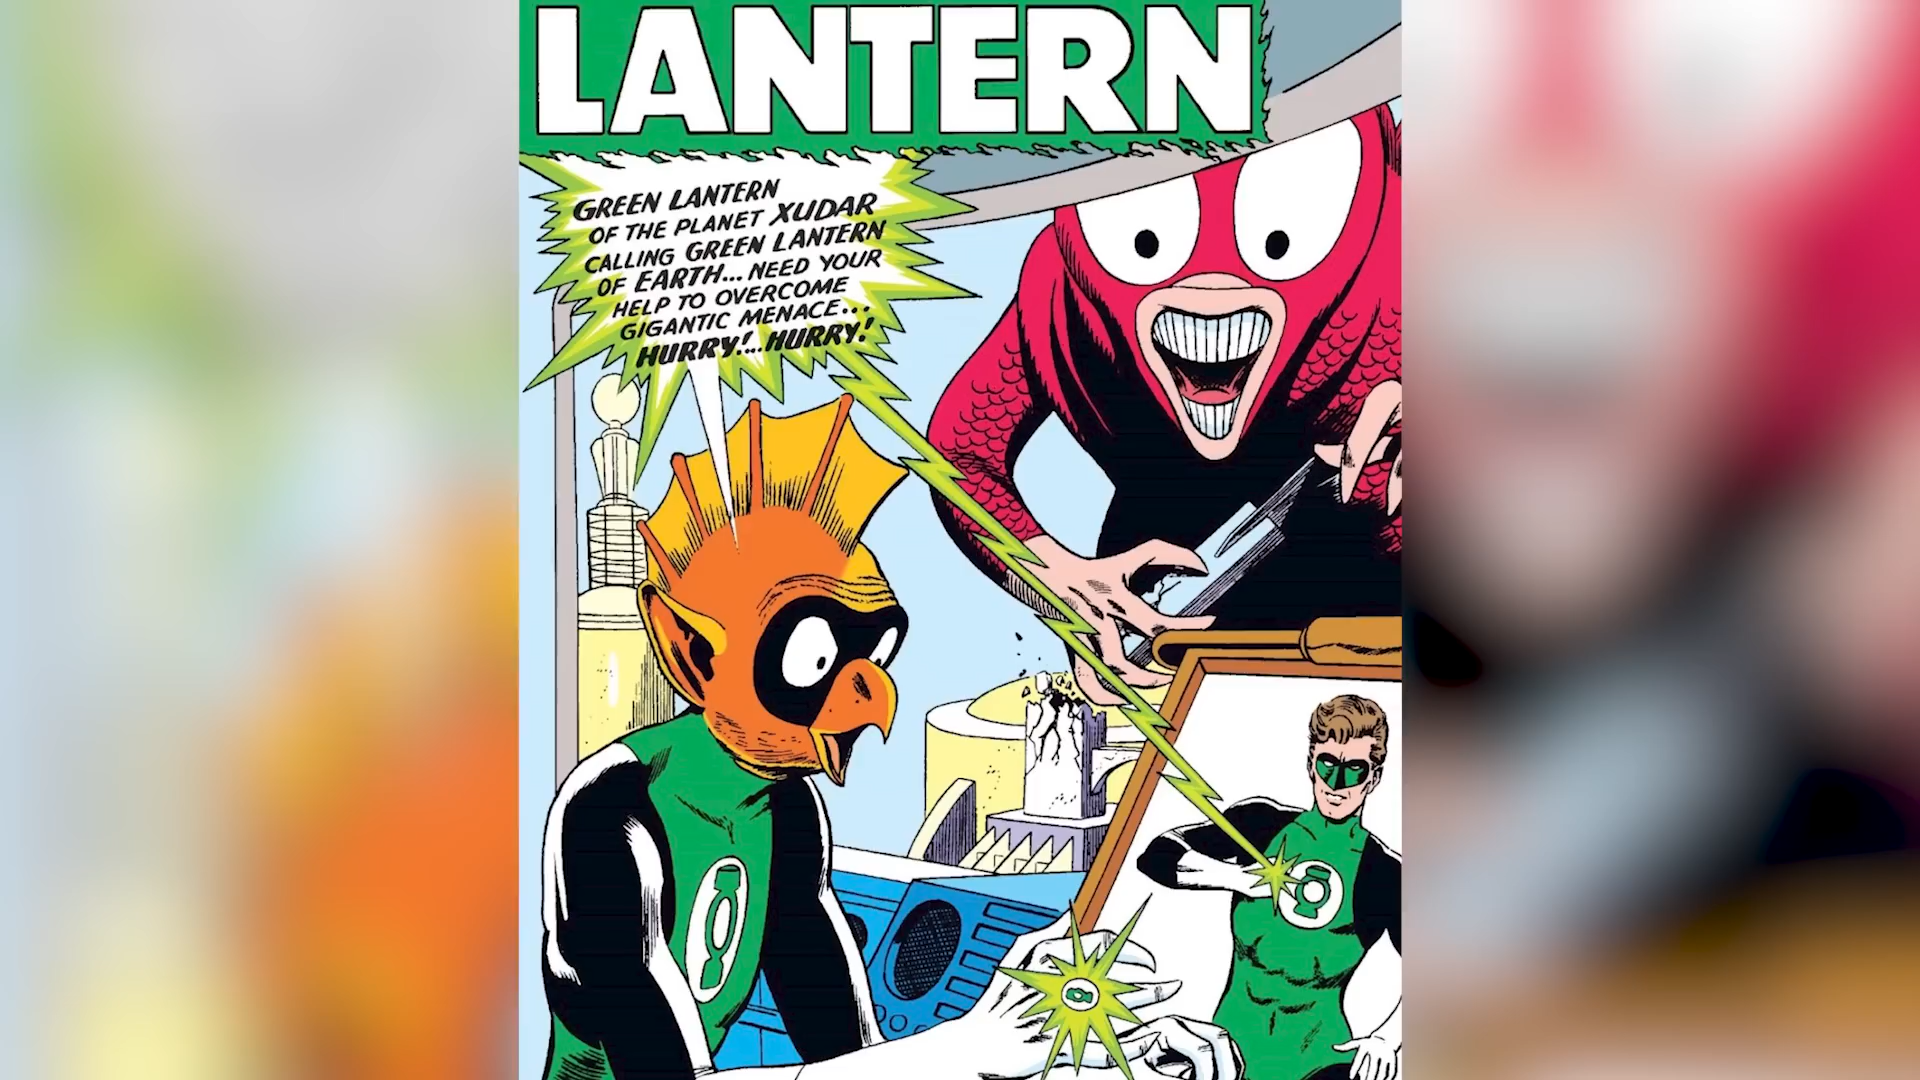 LANTERN
GREEN LANTERN
OF THE PLANET XUDAR
CALLING GREEN LANTERN
OF EARTH... NEED YOUR
HELP TO OVERCOME
GIGANTIC MENACE...
HURRY!...HURRY!